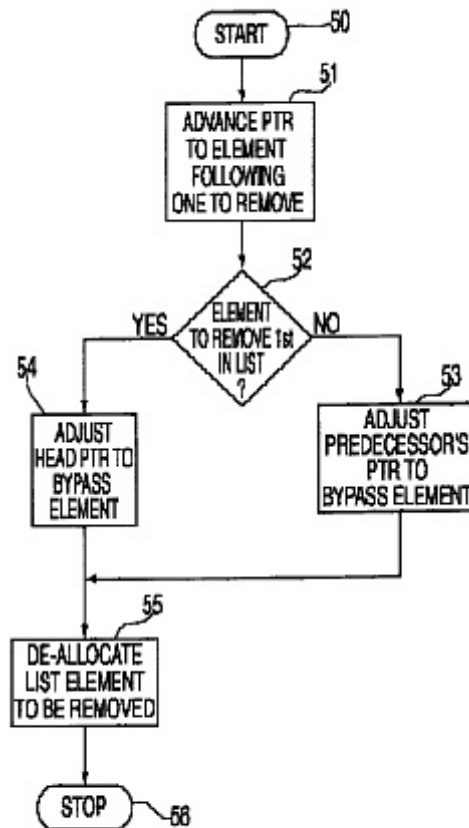 START
50
51
ADVANCE PTR
TO ELEMENT
FOLLOWING
ONE TO REMOVE
52
ELEMENT
TO REMOVE 1st
IN LIST
?
YES
NO
54
ADJUST
HEAD PTR TO
BYPASS
ELEMENT
53
ADJUST
PREDECESSOR'S
PTR TO
BYPASS ELEMENT
55
DE-ALLOCATE
LIST ELEMENT
TO BE REMOVED
STOP
56